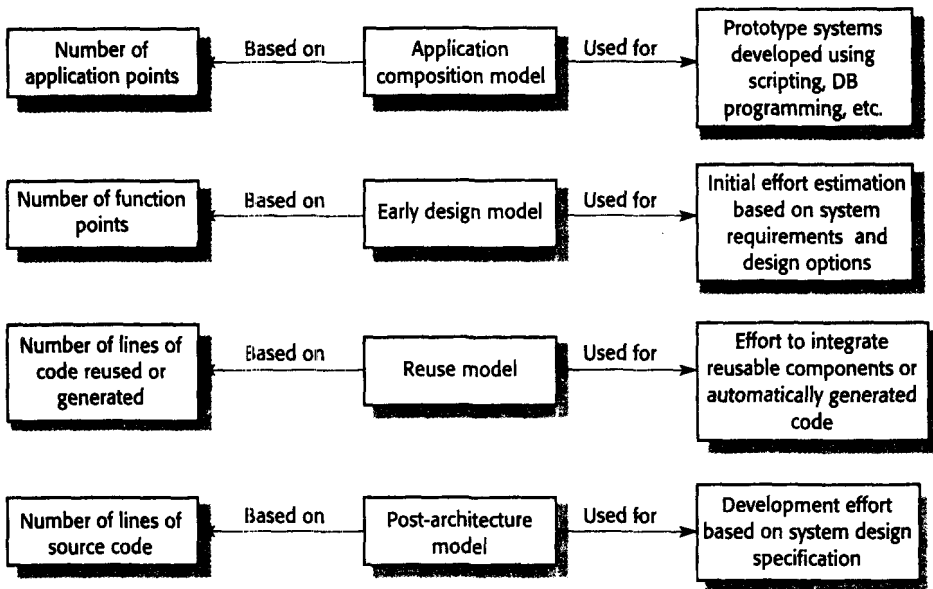 Number of
application points
Based on
Application
composition model
Used for
Prototype systems
developed using
scripting, DB
programming, etc.
Number of function
points
Based on
Early design model
Used for
Initial effort estimation
based on system
requirements and
design options
Number of lines of
code reused or
generated
Based on
Reuse model
Used for
Effort to integrate
reusable components or
automatically generated
code
Number of lines of
source code
Based on
Post-architecture
model
Used for
Development effort
based on system design
specification